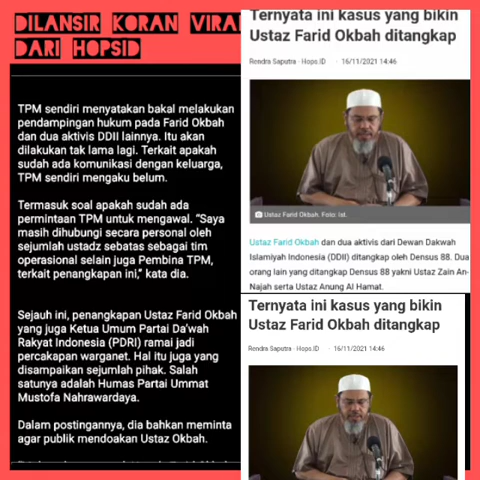 DILANSIR KORAN VIRAL
DARI HOPSID
TPM sendiri menyatakan bakal melakukan
pendampingan hukum pada Farid Okbah
dan dua aktivis DDII lainnya. Itu akan
dilakukan tak lama lagi. Terkait apakah
sudah ada komunikasi dengan keluarga,
TPM sendiri mengaku belum.
Termasuk soal apakah sudah ada
permintaan TPM untuk mengawal. “Saya
masih dihubungi secara personal oleh
sejumlah ustadz sebatas sebagai tim
operasional selain juga Pembina TPM,
terkait penangkapan ini,” kata dia.
Sejauh ini, penangkapan Ustaz Farid Okbah
yang juga Ketua Umum Partai Da’wah
Rakyat Indonesia (PDRI) ramai jadi
percakapan warganet. Hal itu juga yang
disampaikan sejumlah pihak. Salah
satunya adalah Humas Partai Ummat
Mustofa Nahrawardaya.
Dalam postingannya, dia bahkan meminta
agar publik mendoakan Ustaz Okbah.
Ternyata ini kasus yang bikin
Ustaz Farid Okbah ditangkap
Rendra Saputra · Hops.ID · 16/11/2021 14:46
Ustaz Farid Okbah. Foto: Ist.
Ustaz Farid Okbah dan dua aktivis dari Dewan Dakwah
Islamiyah Indonesia (DDII) ditangkap oleh Densus 88. Dua
orang lain yang ditangkap Densus 88 yakni Ustaz Zain An-
Najah serta Ustaz Anung Al Hamat.
Ternyata ini kasus yang bikin
Ustaz Farid Okbah ditangkap
Rendra Saputra · Hops.ID · 16/11/2021 14:46